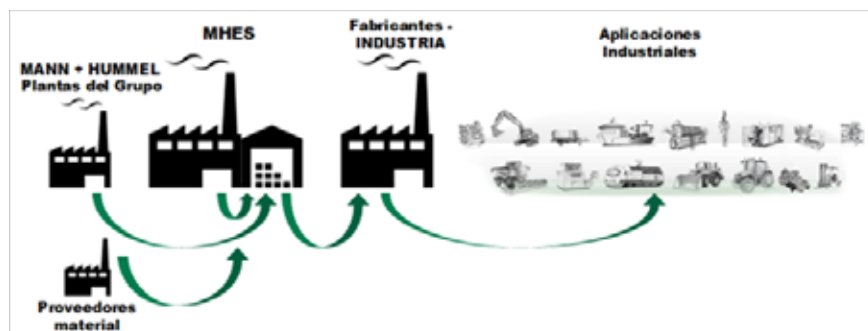 MANN + HUMMEL
Plantas del Grupo
MHES
Fabricantes -
INDUSTRIA
Aplicaciones
Industriales
Proveedores
material